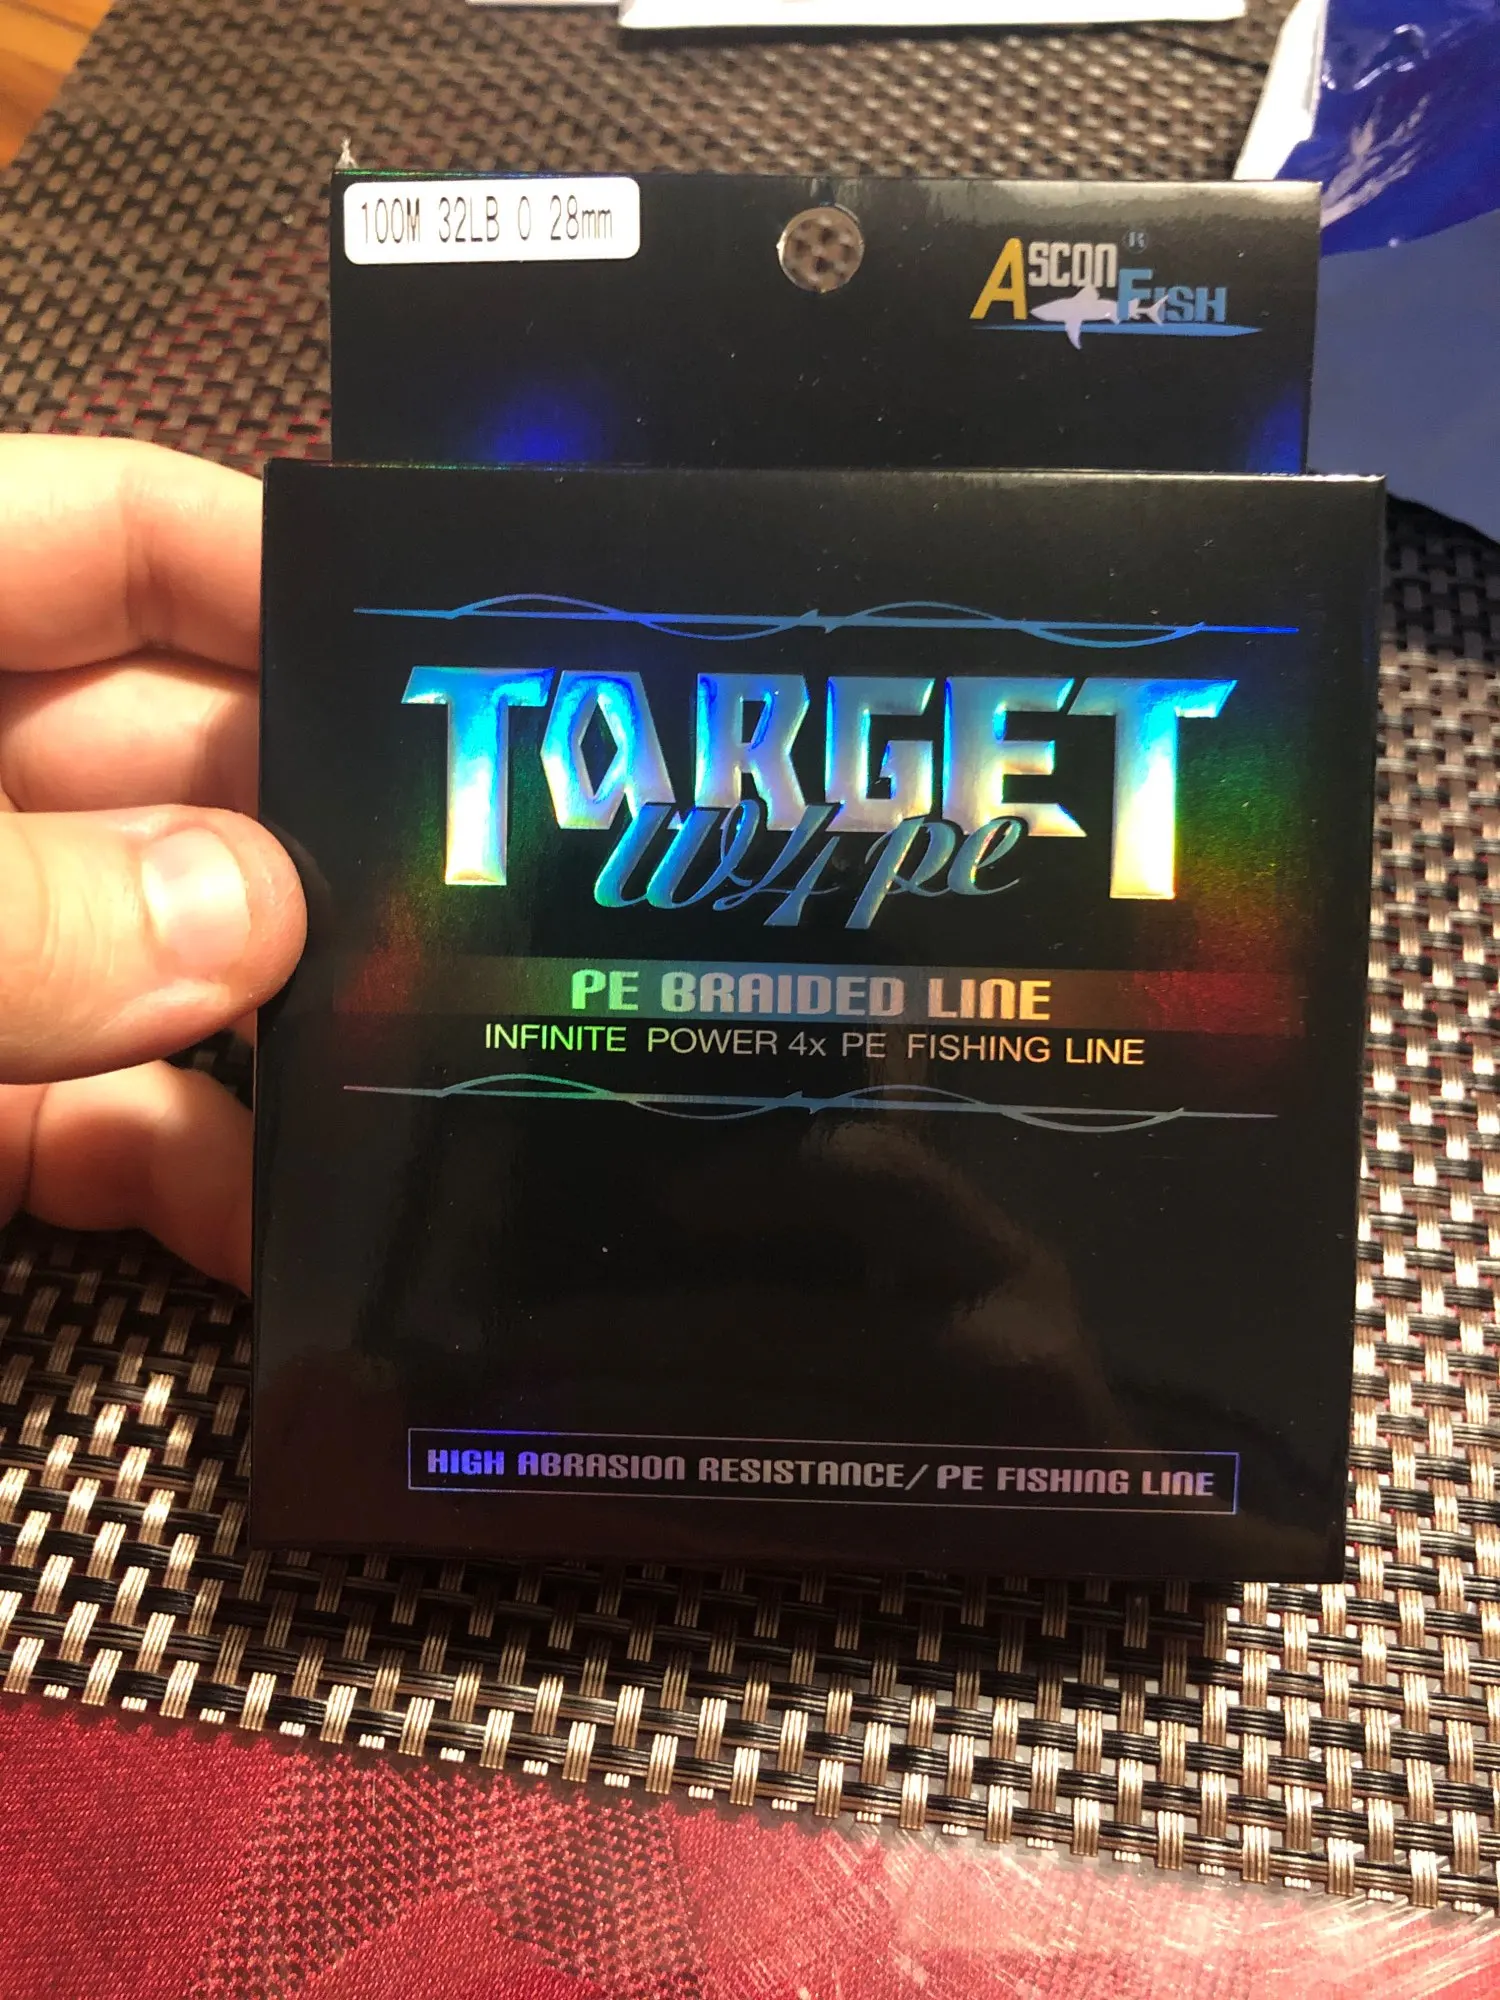 100M 32LB 0 28mm
ASCON®
FISH
TARGET
W4 pe
PE BRAIDED LINE
INFINITE POWER 4x PE FISHING LINE
HIGH ABRASION RESISTANCE/ PE FISHING LINE